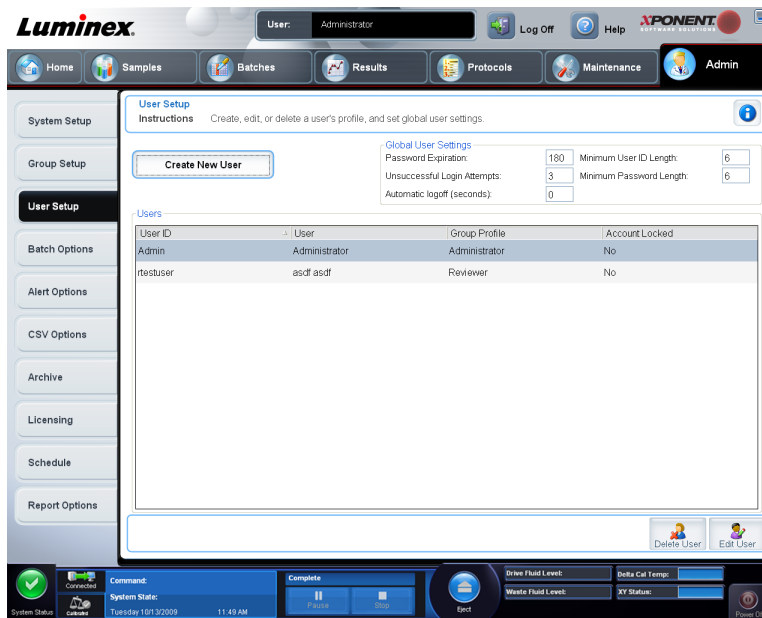 Luminex.
User: Administrator
Log Off
Help
XPONENT.
SOFTWARE SOLUTIONS
Home
Samples
Batches
Results
Protocols
Maintenance
Admin
System Setup
Group Setup
User Setup
Batch Options
Alert Options
CSV Options
Archive
Licensing
Schedule
Report Options
User Setup
Instructions Create, edit, or delete a user's profile, and set global user settings.
Create New User
Global User Settings
Password Expiration: 180 Minimum User ID Length: 6
Unsuccessful Login Attempts: 3 Minimum Password Length: 6
Automatic logoff (seconds): 0
Users
User ID User Group Profile Account Locked
Admin Administrator Administrator No
rtestuser asdf asdf Reviewer No
Delete User
Edit User
System Status
Connected
Calibrated
Command:
System State:
Tuesday 10/13/2009 11:49 AM
Complete
Pause
Stop
Eject
Drive Fluid Level:
Waste Fluid Level:
Delta Cal Temp:
XY Status: